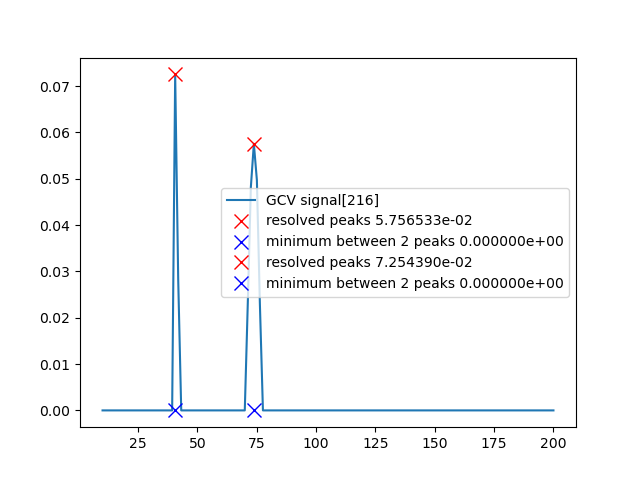 0.07
0.06
0.05
0.04
0.03
0.02
0.01
0.00
GCV signal[216]
resolved peaks 5.756533e-02
minimum between 2 peaks 0.000000e+00
resolved peaks 7.254390e-02
minimum between 2 peaks 0.000000e+00
25 50 75 100 125 150 175 200